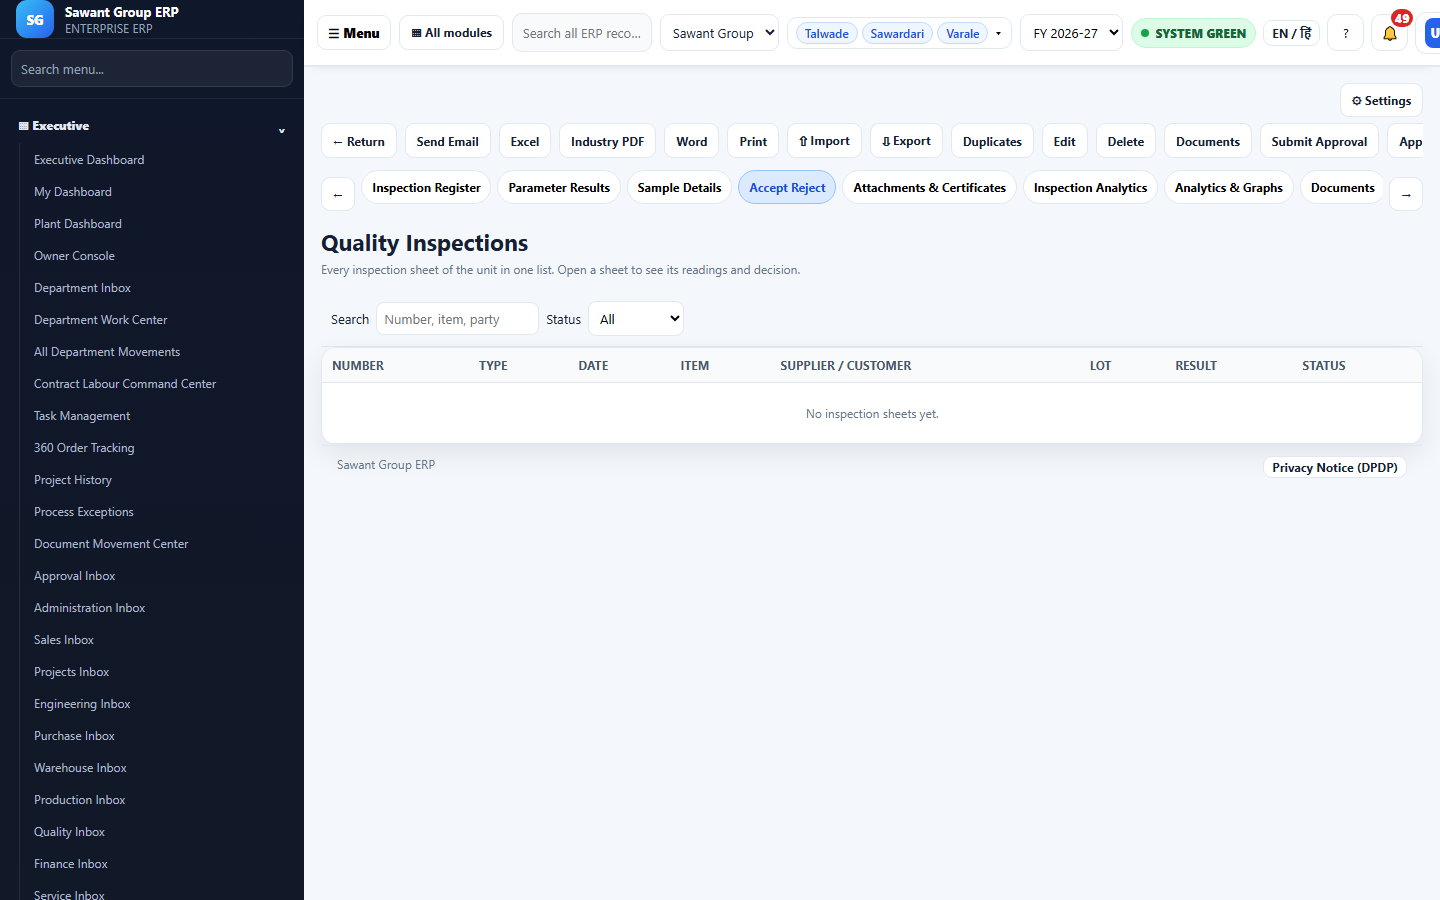 SG
Sawant Group ERP
ENTERPRISE ERP
☰ Menu
All modules
Search all ERP reco...
Sawant Group
Talwade
Sawardari
Varale
FY 2026-27
SYSTEM GREEN
EN / हिं
?
49
U
Search menu...
Executive
Executive Dashboard
My Dashboard
Plant Dashboard
Owner Console
Department Inbox
Department Work Center
All Department Movements
Contract Labour Command Center
Task Management
360 Order Tracking
Project History
Process Exceptions
Document Movement Center
Approval Inbox
Administration Inbox
Sales Inbox
Projects Inbox
Engineering Inbox
Purchase Inbox
Warehouse Inbox
Production Inbox
Quality Inbox
Finance Inbox
Service Inbox
⚙ Settings
← Return
Send Email
Excel
Industry PDF
Word
Print
⇧ Import
⇩ Export
Duplicates
Edit
Delete
Documents
Submit Approval
App
←
Inspection Register
Parameter Results
Sample Details
Accept Reject
Attachments & Certificates
Inspection Analytics
Analytics & Graphs
Documents
→
Quality Inspections
Every inspection sheet of the unit in one list. Open a sheet to see its readings and decision.
Search
Number, item, party
Status
All
NUMBER TYPE DATE ITEM SUPPLIER / CUSTOMER LOT RESULT STATUS
No inspection sheets yet.
Sawant Group ERP
Privacy Notice (DPDP)